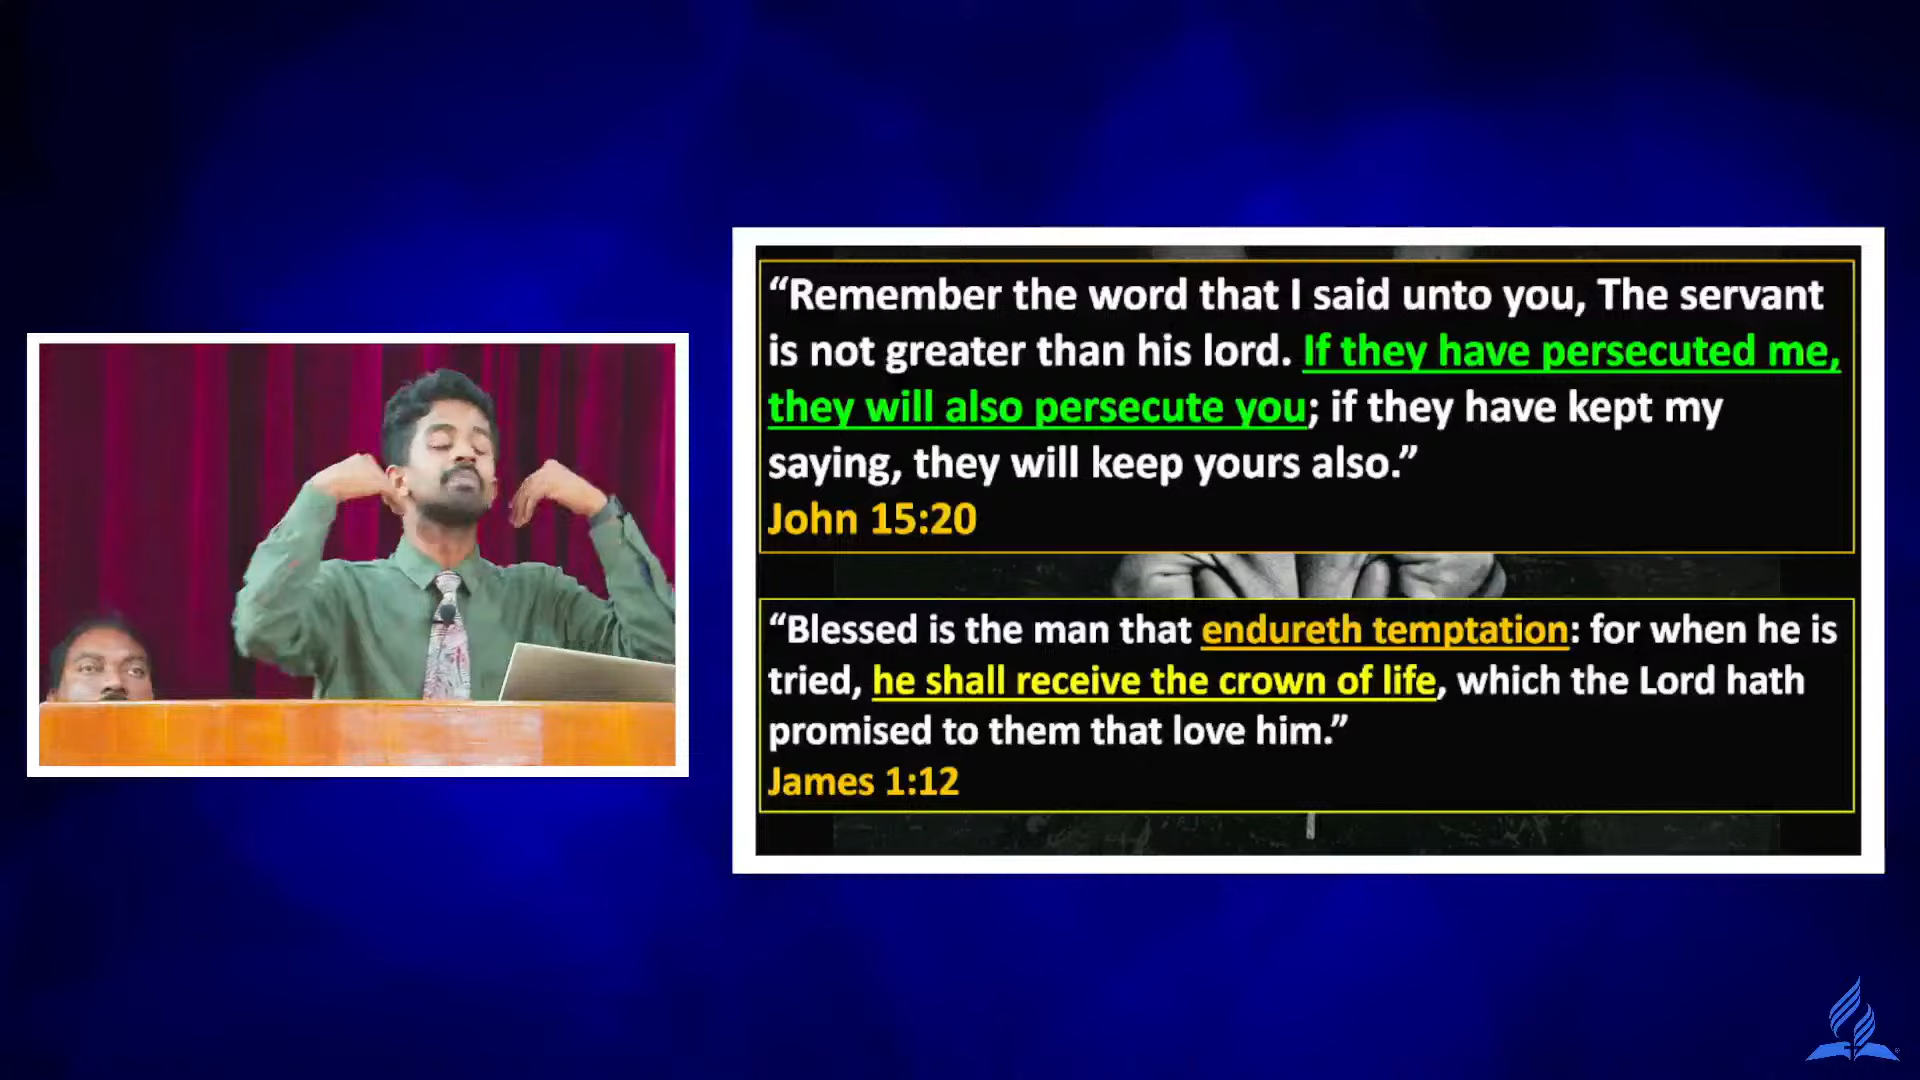 “Remember the word that I said unto you, The servant
is not greater than his lord. If they have persecuted me,
they will also persecute you; if they have kept my
saying, they will keep yours also.”
John 15:20
“Blessed is the man that endureth temptation: for when he is
tried, he shall receive the crown of life, which the Lord hath
promised to them that love him.”
James 1:12